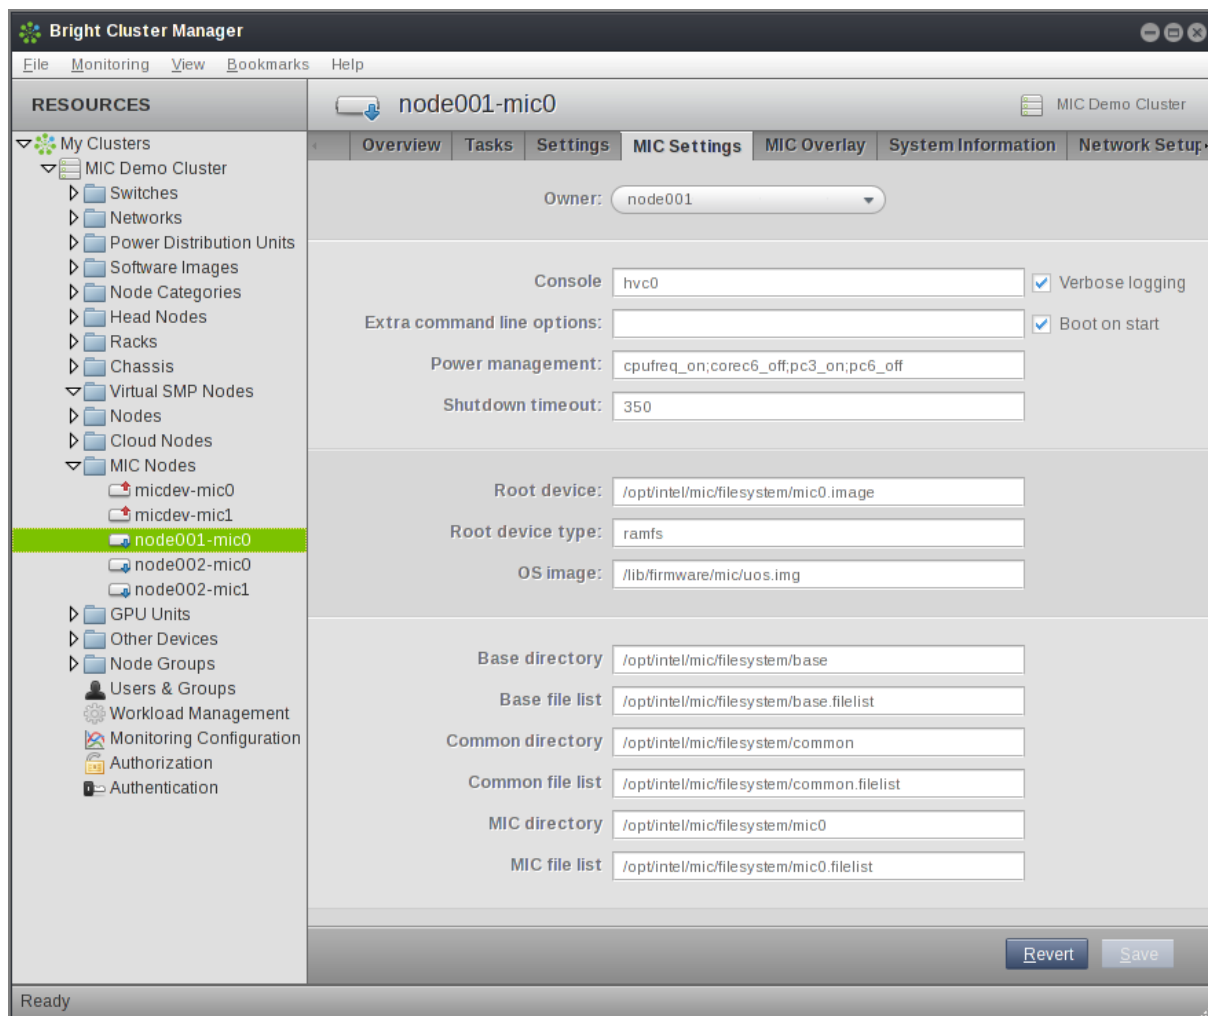 Bright Cluster Manager
File Monitoring View Bookmarks Help
RESOURCES
My Clusters
MIC Demo Cluster
Switches
Networks
Power Distribution Units
Software Images
Node Categories
Head Nodes
Racks
Chassis
Virtual SMP Nodes
Nodes
Cloud Nodes
MIC Nodes
micdev-mic0
micdev-mic1
node001-mic0
node002-mic0
node002-mic1
GPU Units
Other Devices
Node Groups
Users & Groups
Workload Management
Monitoring Configuration
Authorization
Authentication
node001-mic0 MIC Demo Cluster
Overview Tasks Settings MIC Settings MIC Overlay System Information Network Setup
Owner: node001
Console hvc0 Verbose logging
Extra command line options: Boot on start
Power management: cpufreq_on;corec6_off;pc3_on;pc6_off
Shutdown timeout: 350
Root device: /opt/intel/mic/filesystem/mic0.image
Root device type: ramfs
OS image: /lib/firmware/mic/uos.img
Base directory /opt/intel/mic/filesystem/base
Base file list /opt/intel/mic/filesystem/base.filelist
Common directory /opt/intel/mic/filesystem/common
Common file list /opt/intel/mic/filesystem/common.filelist
MIC directory /opt/intel/mic/filesystem/mic0
MIC file list /opt/intel/mic/filesystem/mic0.filelist
Revert Save
Ready